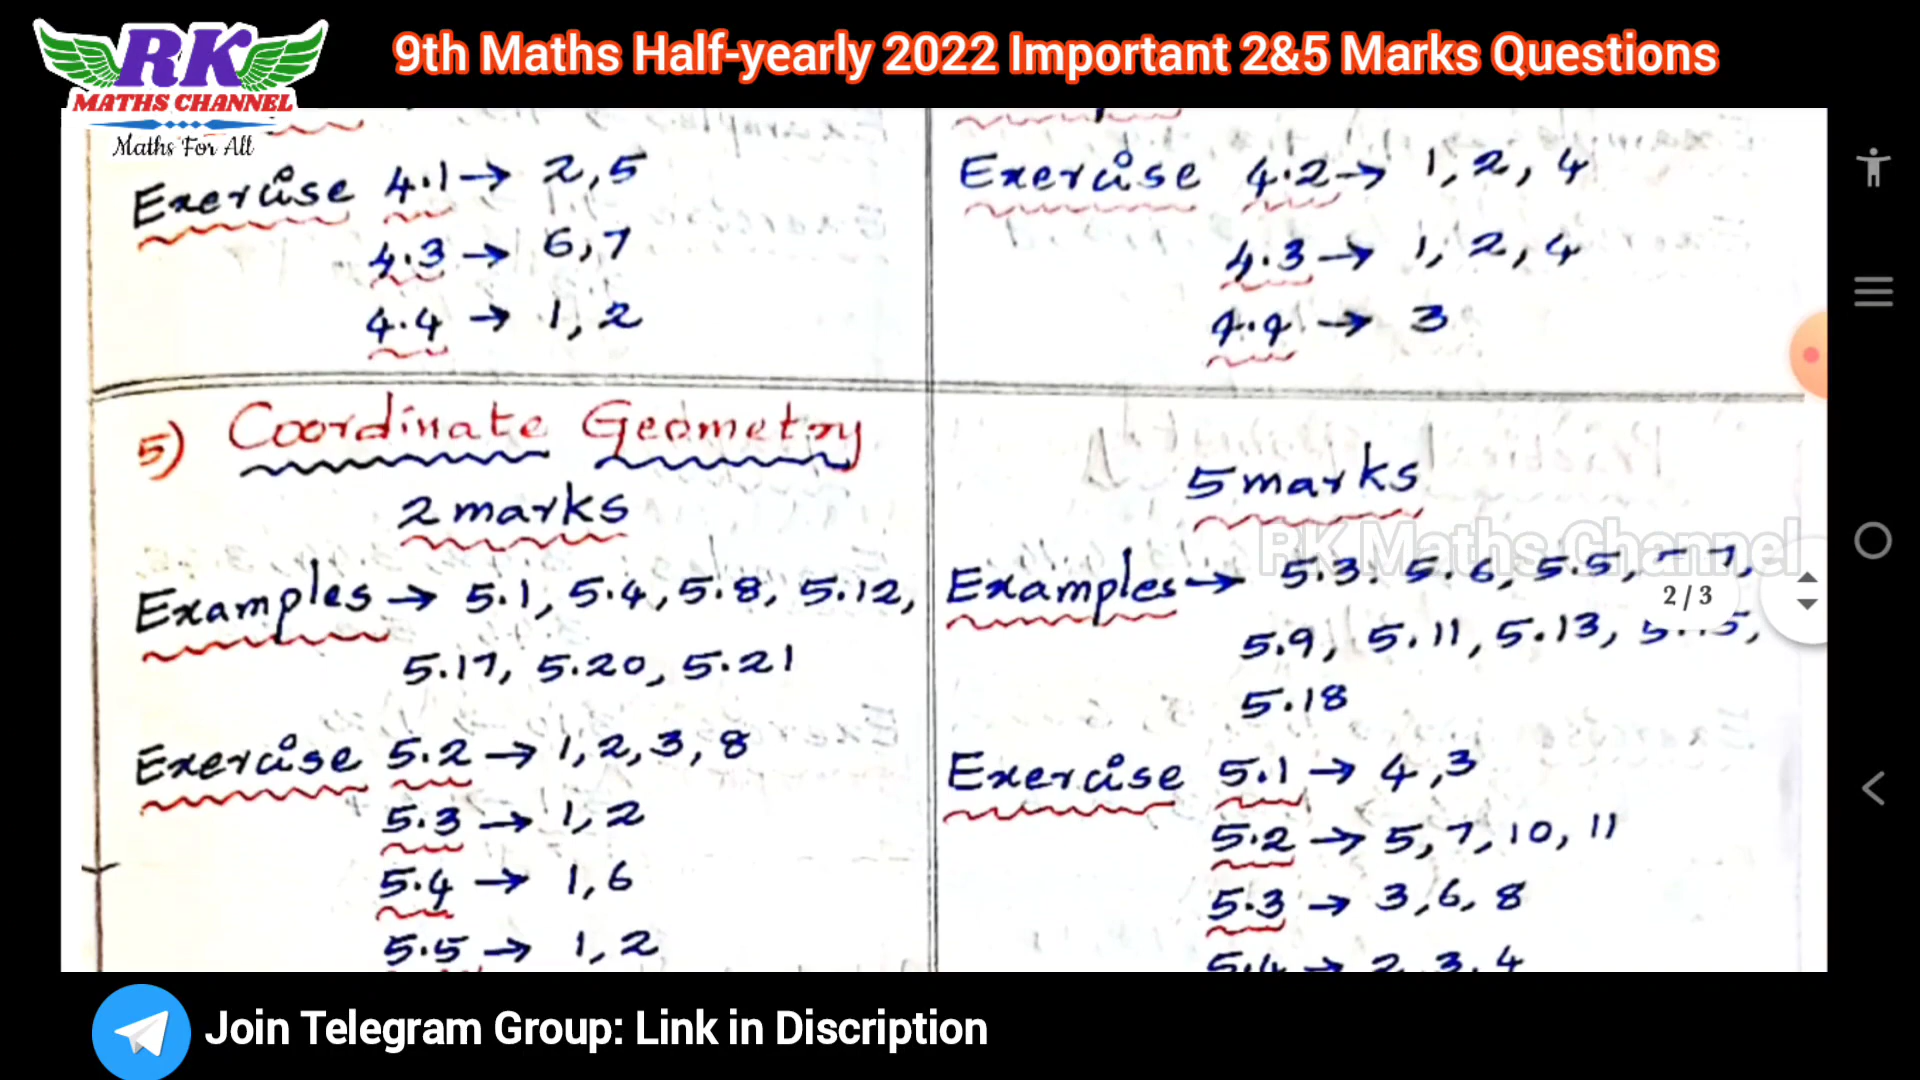 RK
MATHS CHANNEL
Maths For All
9th Maths Half-yearly 2022 Important 2&5 Marks Questions
Exercise 4.1 → 2, 5
4.3 → 6, 7
4.4 → 1, 2
Exercise 4.2 → 1, 2, 4
4.3 → 1, 2, 4
4.4 → 3
5) Coordinate Geometry
2 marks
Examples → 5.1, 5.4, 5.8, 5.12,
5.17, 5.20, 5.21
Exercise 5.2 → 1, 2, 3, 8
5.3 → 1, 2
5.4 → 1, 6
5.5 → 1, 2
5 marks
RK Maths Channel
Examples → 5.3, 5.6, 5.5,
2 / 3
5.9, 5.11, 5.13,
5.18
Exercise 5.1 → 4, 3
5.2 → 5, 7, 10, 11
5.3 → 3, 6, 8
5.4 → 2, 3, 4
Join Telegram Group: Link in Discription